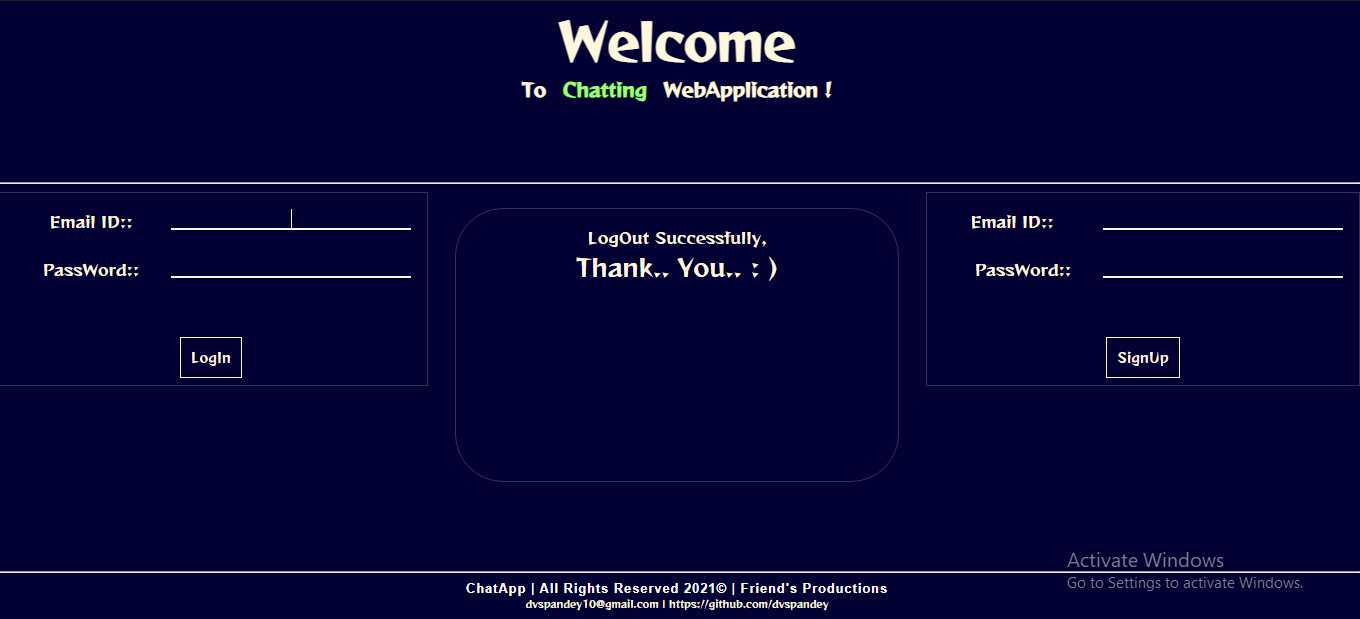 Welcome
To Chatting WebApplication !
Email ID::
PassWord::
LogIn
LogOut Successfully,
Thank.. You.. : )
Email ID::
PassWord::
SignUp
Activate Windows
Go to Settings to activate Windows.
ChatApp | All Rights Reserved 2021© | Friend's Productions
dvspandey10@gmail.com | https://github.com/dvspandey